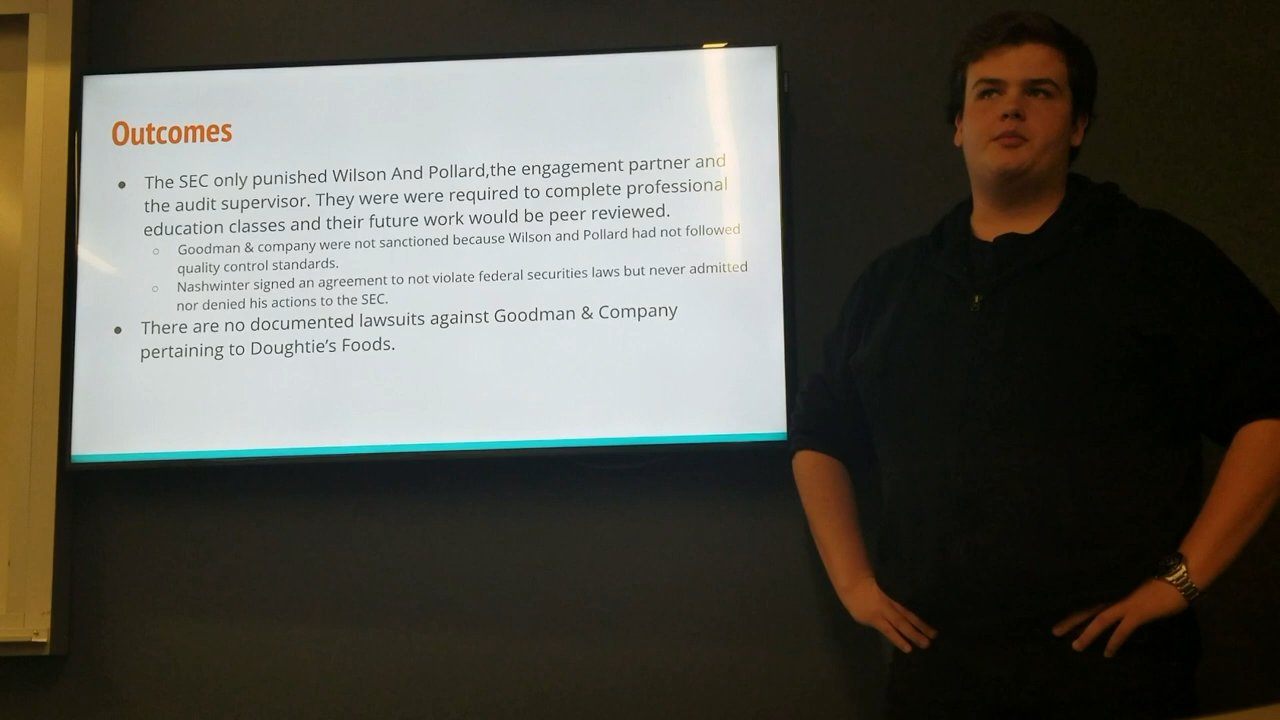 Outcomes
The SEC only punished Wilson And Pollard,the engagement partner and
the audit supervisor. They were were required to complete professional
education classes and their future work would be peer reviewed.
Goodman & company were not sanctioned because Wilson and Pollard had not followed
quality control standards.
Nashwinter signed an agreement to not violate federal securities laws but never admitted
nor denied his actions to the SEC.
There are no documented lawsuits against Goodman & Company
pertaining to Doughtie's Foods.